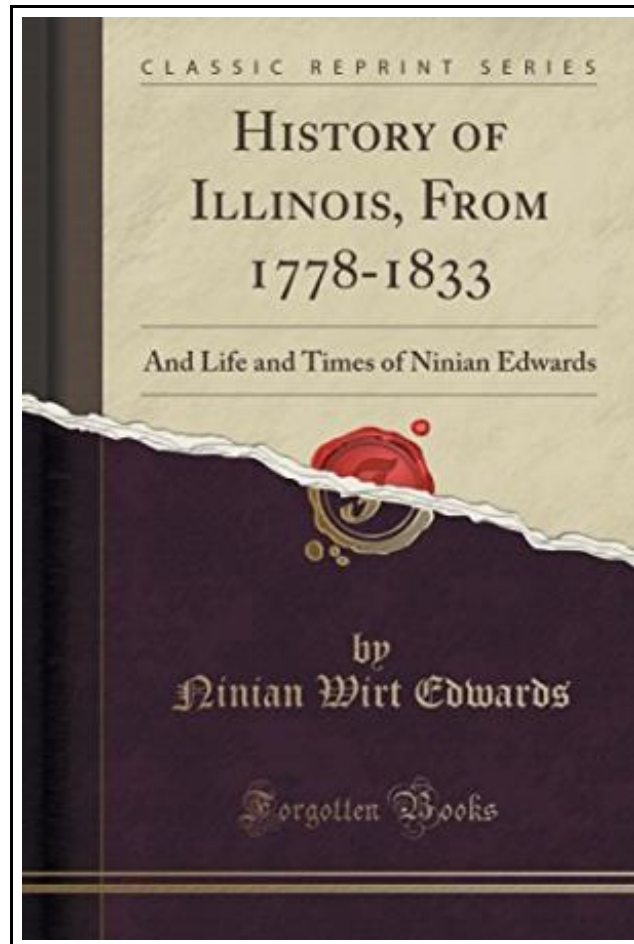 CLASSIC REPRINT SERIES
HISTORY OF
ILLINOIS, FROM
1778-1833
And Life and Times of Ninian Edwards
by
Ninian Wirt Edwards
Forgotten Books